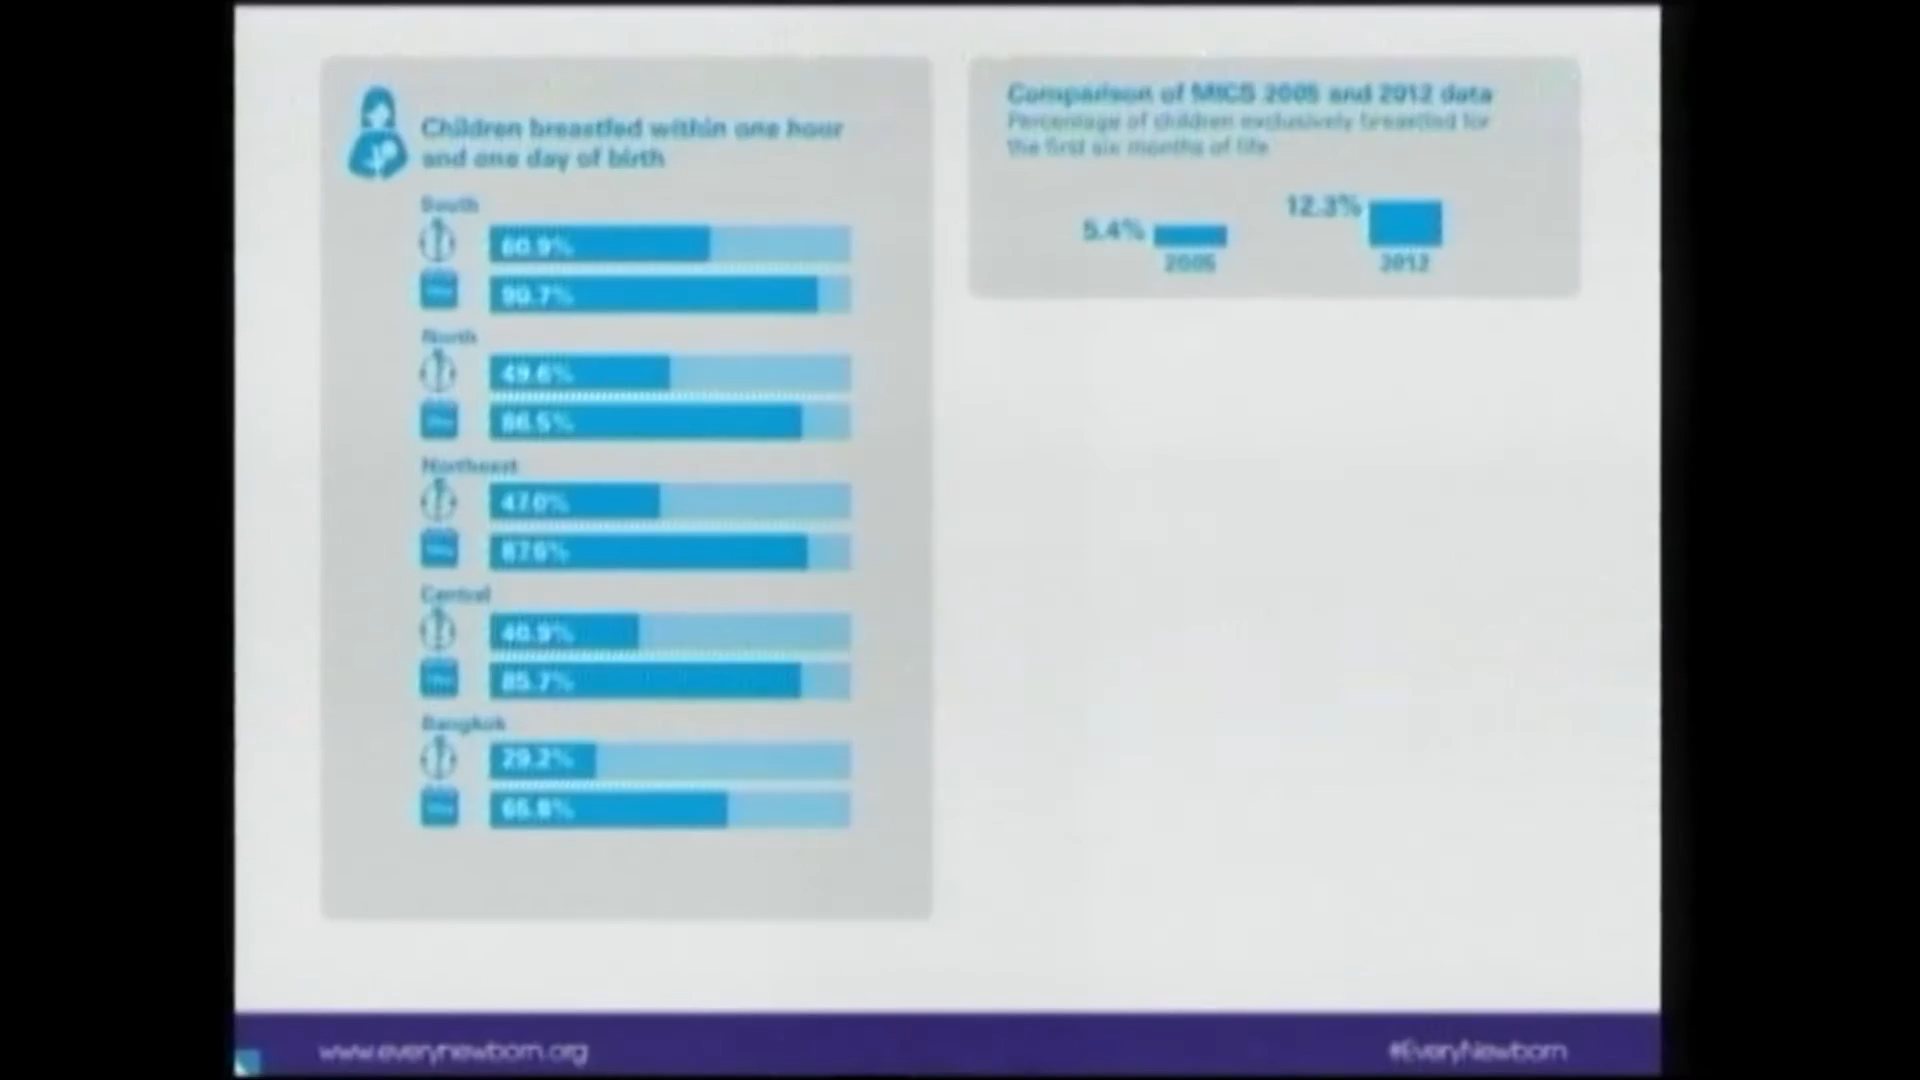 Children breastfed within one hour
and one day of birth
South
60.9%
90.7%
North
49.6%
86.5%
Northeast
47.0%
87.6%
Central
40.9%
85.7%
Bangkok
29.2%
65.8%
Comparison of MICS 2005 and 2012 data
Percentage of children exclusively breastfed for
the first six months of life
5.4%
2005
12.3%
2012
www.everynewborn.org
#EveryNewborn